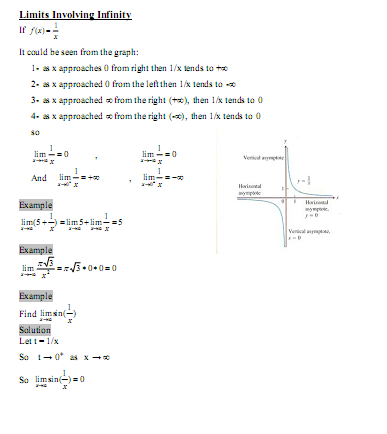 Limits Involving Infinity
If f(x) = 1/x
It could be seen from the graph:
1- as x approaches 0 from right then 1/x tends to +∞
2- as x approached 0 from the left then 1/x tends to -∞
3- as x approached ∞ from the right (+∞), then 1/x tends to 0
4- as x approached ∞ from the right (-∞), then 1/x tends to 0
so
lim 1/x = 0 , lim 1/x = 0
And lim 1/x = +∞ , lim 1/x = -∞
Vertical asymptote
y = 1/x
Horizontal asymptote
Horizontal asymptote, y = 0
Vertical asymptote, x = 0
Example
lim(5 + 1/x) = lim 5 + lim 1/x = 5
Example
lim π√3/x² = π√3 • 0 • 0 = 0
Example
Find lim sin(1/x)
Solution
Let t = 1/x
So t → 0⁺ as x → ∞
So lim sin(1/x) = 0